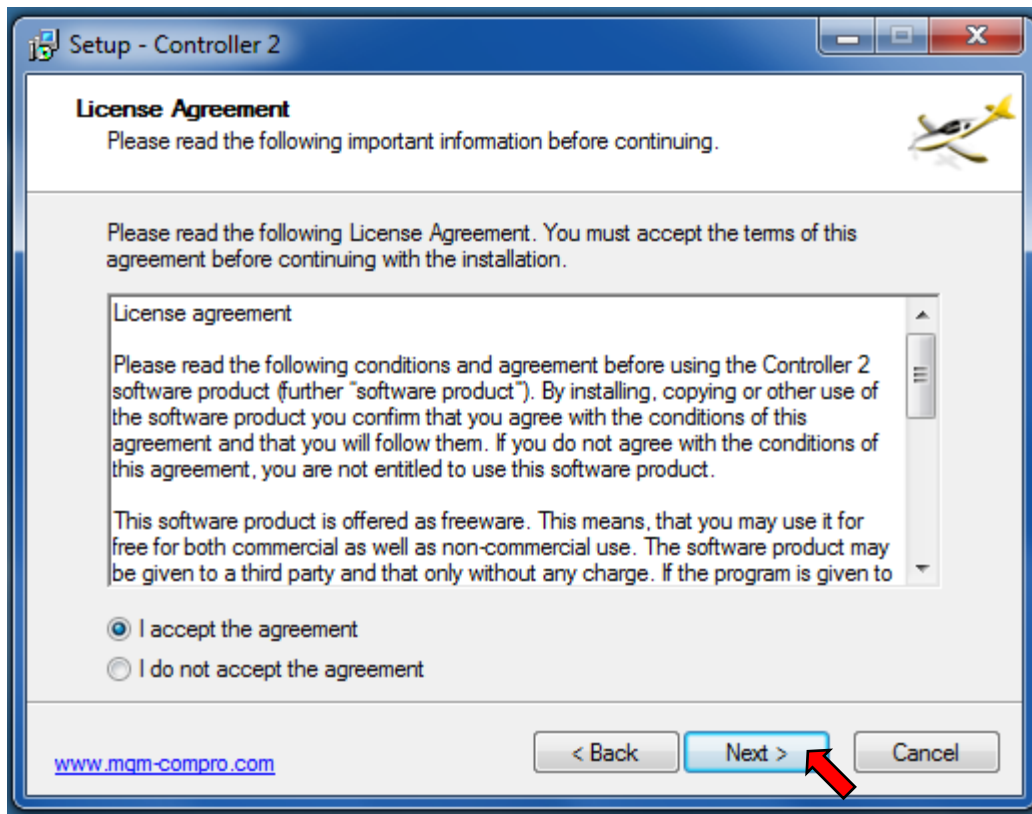 Setup - Controller 2
License Agreement
Please read the following important information before continuing.
Please read the following License Agreement. You must accept the terms of this
agreement before continuing with the installation.
License agreement
Please read the following conditions and agreement before using the Controller 2
software product (further "software product"). By installing, copying or other use of
the software product you confirm that you agree with the conditions of this
agreement and that you will follow them. If you do not agree with the conditions of
this agreement, you are not entitled to use this software product.
This software product is offered as freeware. This means, that you may use it for
free for both commercial as well as non-commercial use. The software product may
be given to a third party and that only without any charge. If the program is given to
I accept the agreement
I do not accept the agreement
www.mgm-compro.com
< Back
Next >
Cancel